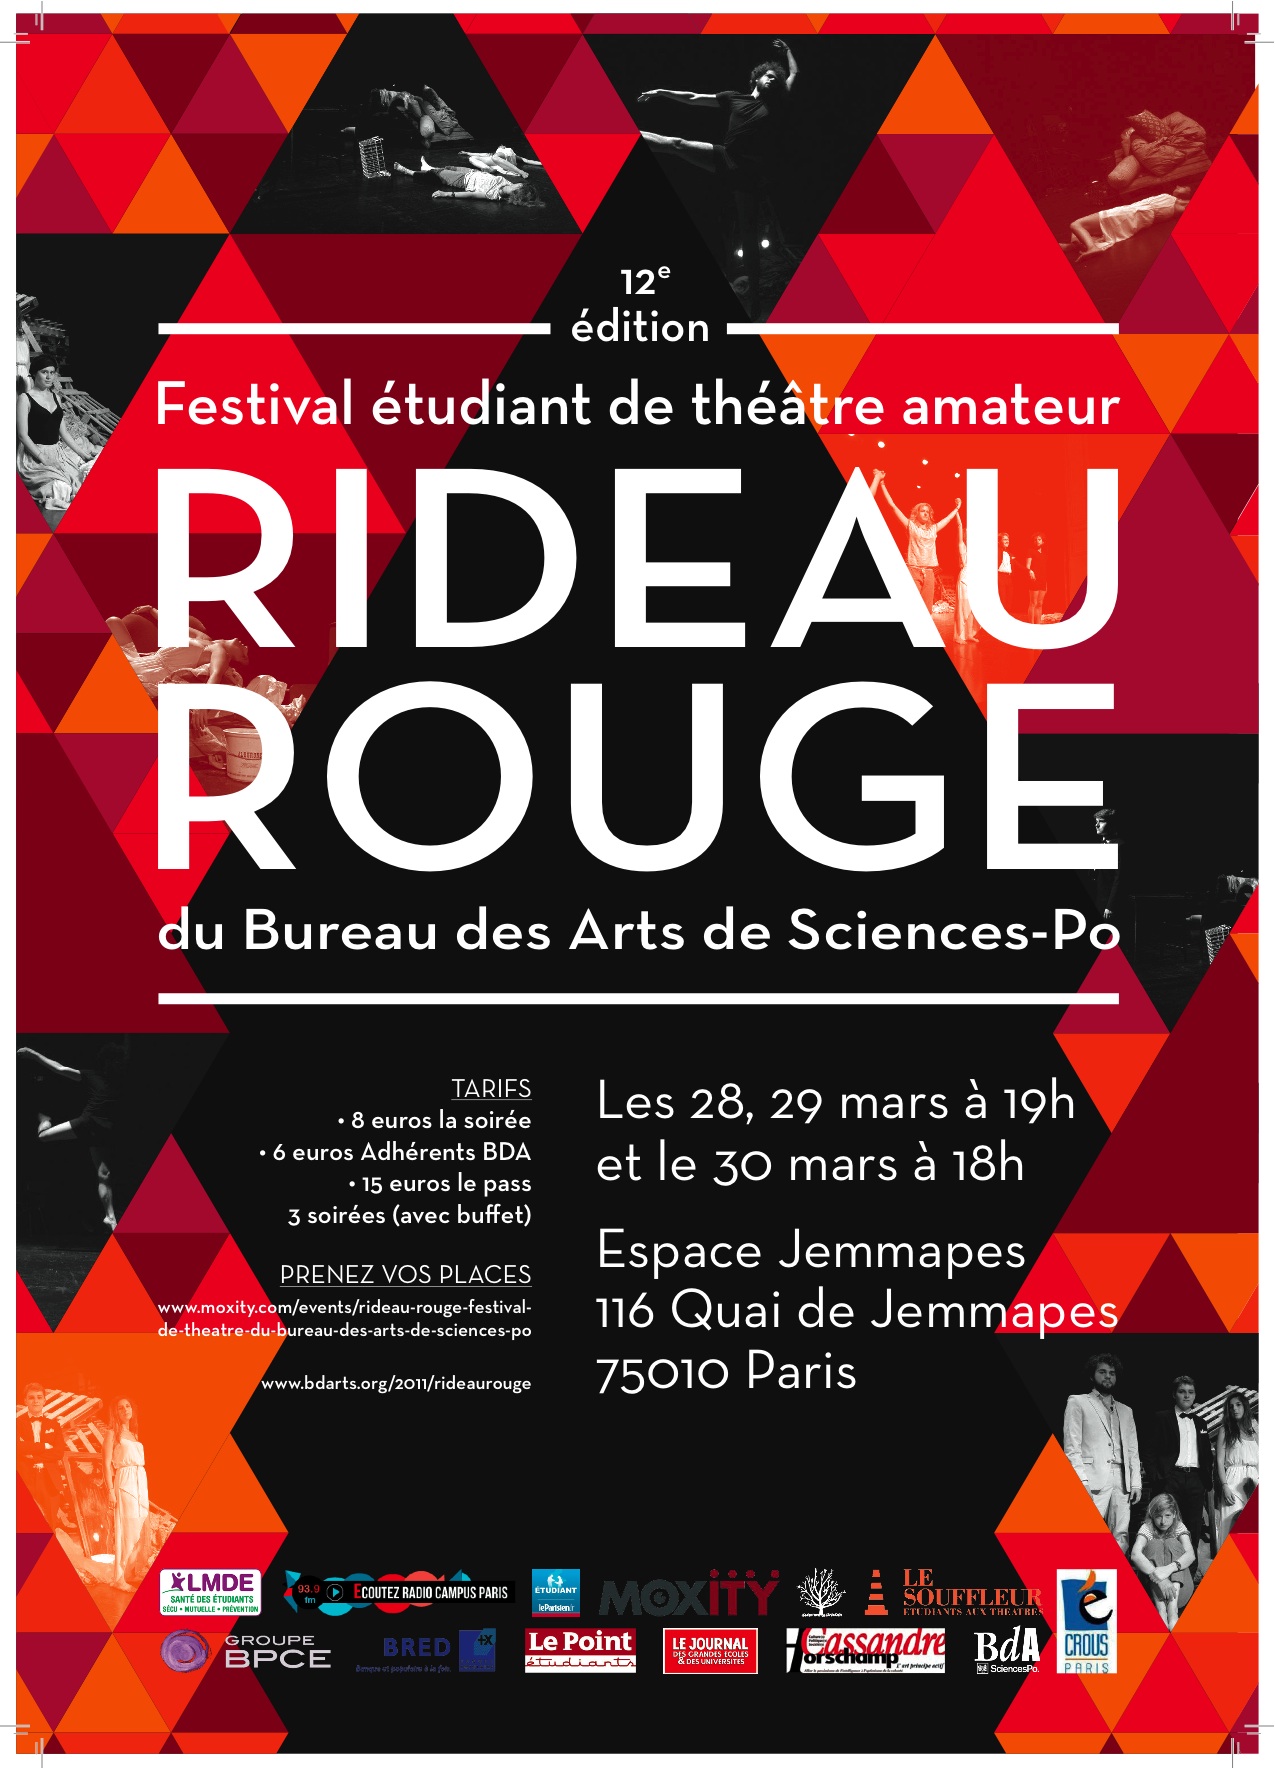 12e
édition
Festival étudiant de théâtre amateur
RIDEAU
ROUGE
du Bureau des Arts de Sciences-Po
TARIFS
• 8 euros la soirée
• 6 euros Adhérents BDA
• 15 euros le pass
3 soirées (avec buffet)
PRENEZ VOS PLACES
www.moxity.com/events/rideau-rouge-festival-
de-theatre-du-bureau-des-arts-de-sciences-po
www.bdarts.org/2011/rideaurouge
Les 28, 29 mars à 19h
et le 30 mars à 18h
Espace Jemmapes
116 Quai de Jemmapes
75010 Paris
LMDE
SANTÉ DES ÉTUDIANTS
SÉCU • MUTUELLE • PRÉVENTION
93.9
fm
ECOUTEZ RADIO CAMPUS PARIS
ÉTUDIANT
leParisien.fr
MOXITY
LE
SOUFFLEUR
ETUDIANTS AUX THEATRES
é
CROUS
PARIS
GROUPE
BPCE
BRED
+X
Le Point
étudiants
LE JOURNAL
DES GRANDES ECOLES
& DES UNIVERSITES
Cassandre
Horschamp
BdA
SciencesPo.